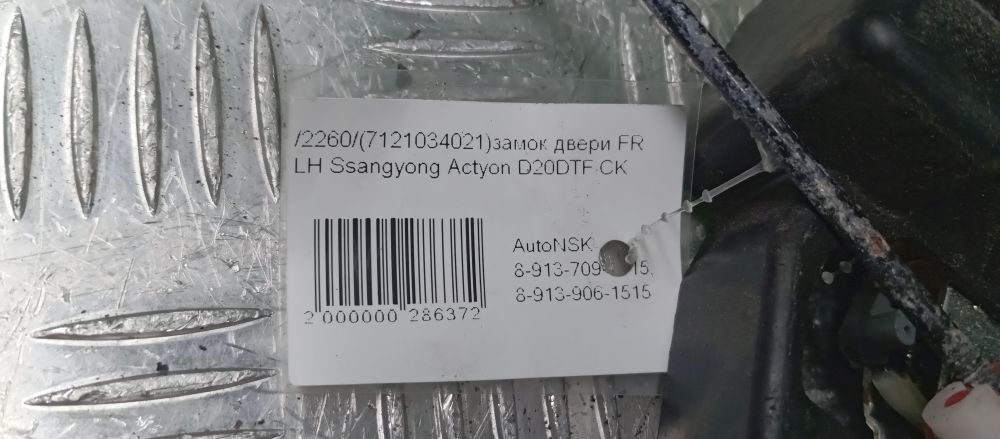 /2260/(7121034021)замок двери FR
LH Ssangyong Actyon D20DTF CK
AutoNSK
8-913-906-1515
2 000000 286372